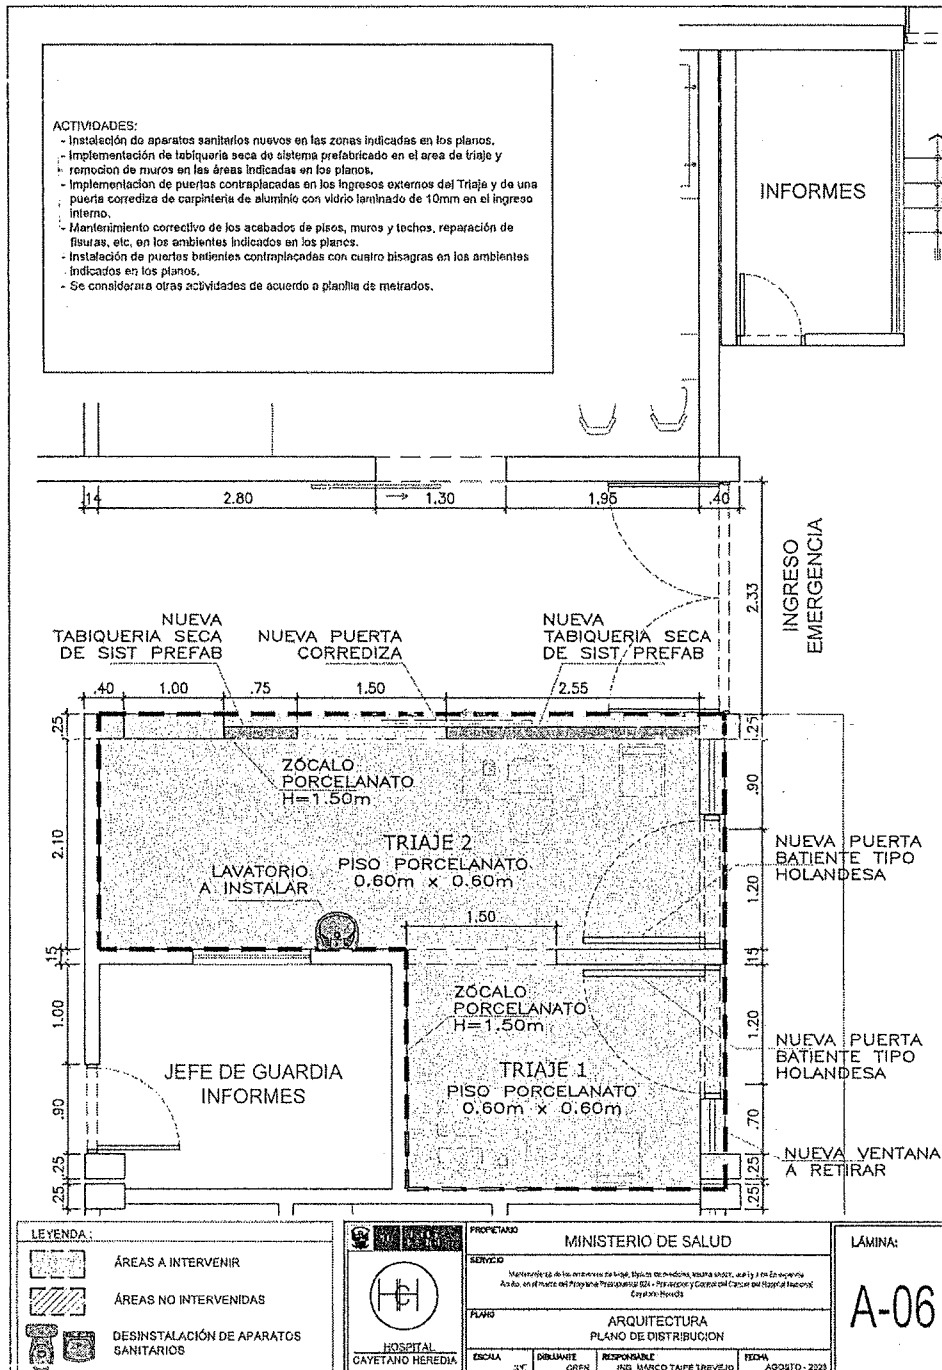 ACTIVIDADES:
- Instalación de aparatos sanitarios nuevos en las zonas indicadas en los planos.
- Implementación de tabiquería seca de sistema prefabricado en el area de triaje y
remocion de muros en las áreas indicadas en los planos.
- Implementacion de puertas contraplacadas en los ingresos externos del Triaje y de una
puerta corrediza de carpinteria de aluminio con vidrio laminado de 10mm en el ingreso
interno.
- Mantenimiento correctivo de los acabados de pisos, muros y techos, reparación de
fisuras, etc, en los ambientes indicados en los planos.
- Instalación de puertas batientes contraplacadas con cuatro bisagras en los ambientes
indicados en los planos.
- Se considerara otras actividades de acuerdo a planilla de metrados.
INFORMES
.14
2.80
1.30
1.95
.40
2.33
INGRESO
EMERGENCIA
NUEVA
TABIQUERIA SECA
DE SIST PREFAB
NUEVA PUERTA
CORREDIZA
NUEVA
TABIQUERIA SECA
DE SIST PREFAB
.40
1.00
.75
1.50
2.55
.25
.25
ZÓCALO
PORCELANATO
H=1.50m
.90
2.10
TRIAJE 2
PISO PORCELANATO
0.60m x 0.60m
LAVATORIO
A INSTALAR
NUEVA PUERTA
BATIENTE TIPO
HOLANDESA
1.20
1.50
.15
.15
ZÓCALO
PORCELANATO
H=1.50m
1.00
1.20
NUEVA PUERTA
BATIENTE TIPO
HOLANDESA
JEFE DE GUARDIA
INFORMES
TRIAJE 1
PISO PORCELANATO
0.60m x 0.60m
.90
.70
NUEVA VENTANA
A RETIRAR
.25
.25
.25
.25
LEYENDA:
ÁREAS A INTERVENIR
ÁREAS NO INTERVENIDAS
DESINSTALACIÓN DE APARATOS
SANITARIOS
HOSPITAL
CAYETANO HEREDIA
PROPIETARIO
MINISTERIO DE SALUD
SERVICIO
Cayetano Heredia
PLANO
ARQUITECTURA
PLANO DE DISTRIBUCION
ESCALA
DIBUJANTE
RESPONSABLE
ING. MARCO TAIPE TREVEJO
FECHA
AGOSTO - 2023
LÁMINA:
A-06